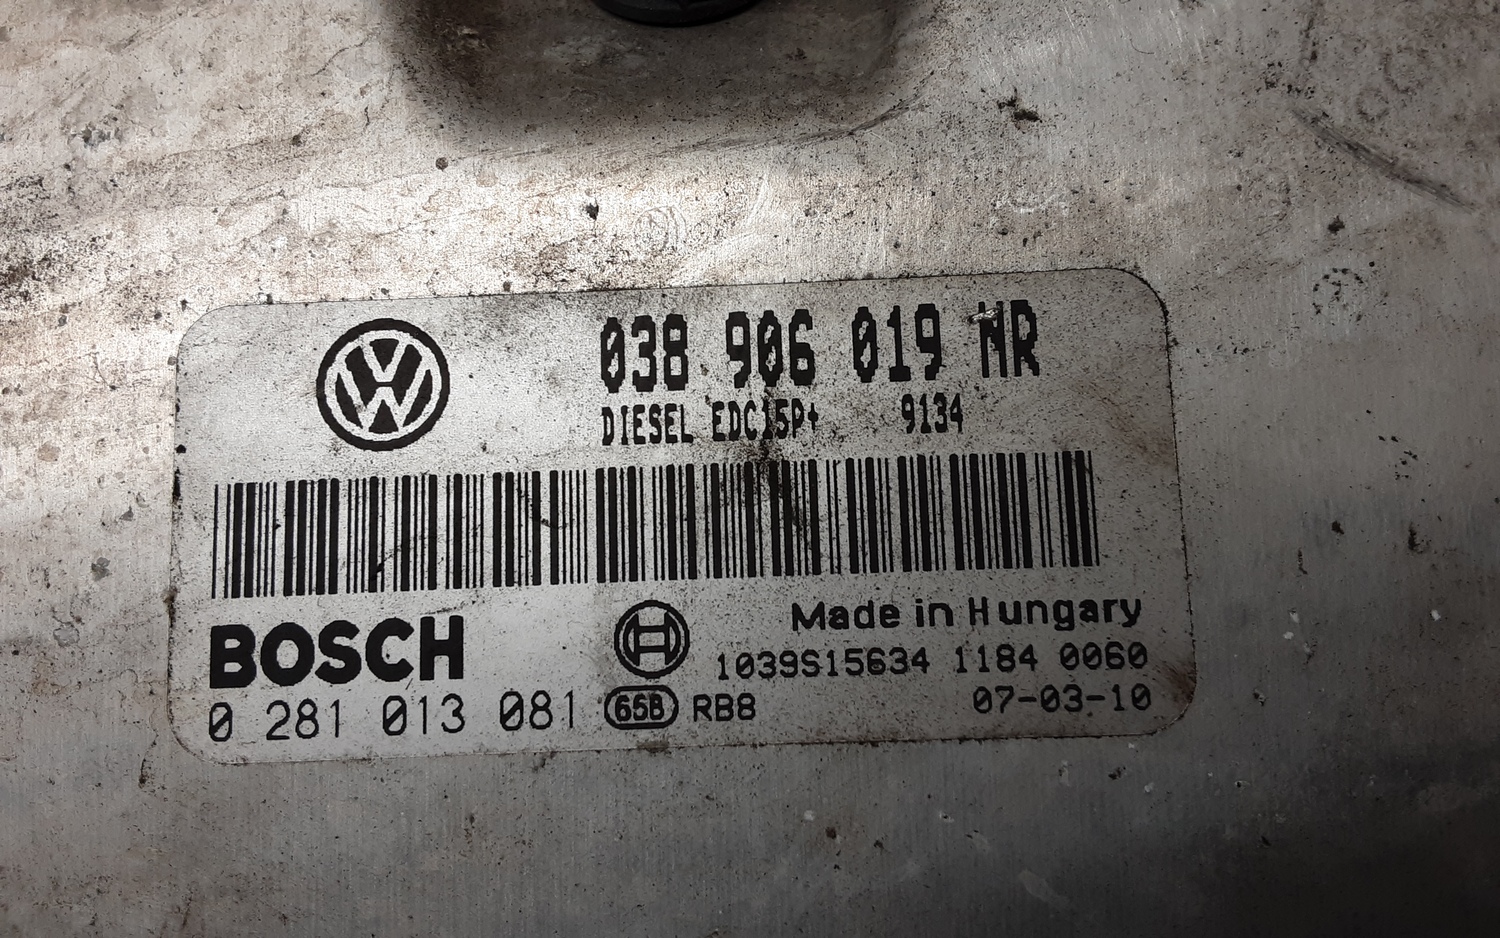 038 906 019 NR
DIESEL EDC15P+ 9134
BOSCH
Made in Hungary
1039S15634 1184 0060
0 281 013 081 65B RB8 07-03-10